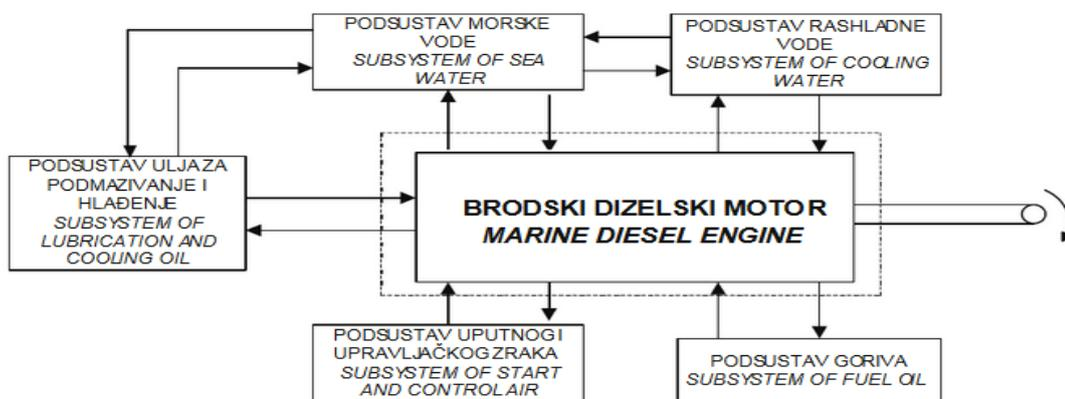 PODSUSTAV MORSKE
VODE
SUBSYSTEM OF SEA
WATER
PODSUSTAV RASHLADNE
VODE
SUBSYSTEM OF COOLING
WATER
PODSUSTAV ULJA ZA
PODMAZIVANJE I
HLAĐENJE
SUBSYSTEM OF
LUBRICATION AND
COOLING OIL
BRODSKI DIZELSKI MOTOR
MARINE DIESEL ENGINE
PODSUSTAV UPUTNOG I
UPRAVLJAČKOG ZRAKA
SUBSYSTEM OF START
AND CONTROL AIR
PODSUSTAV GORIVA
SUBSYSTEM OF FUEL OIL